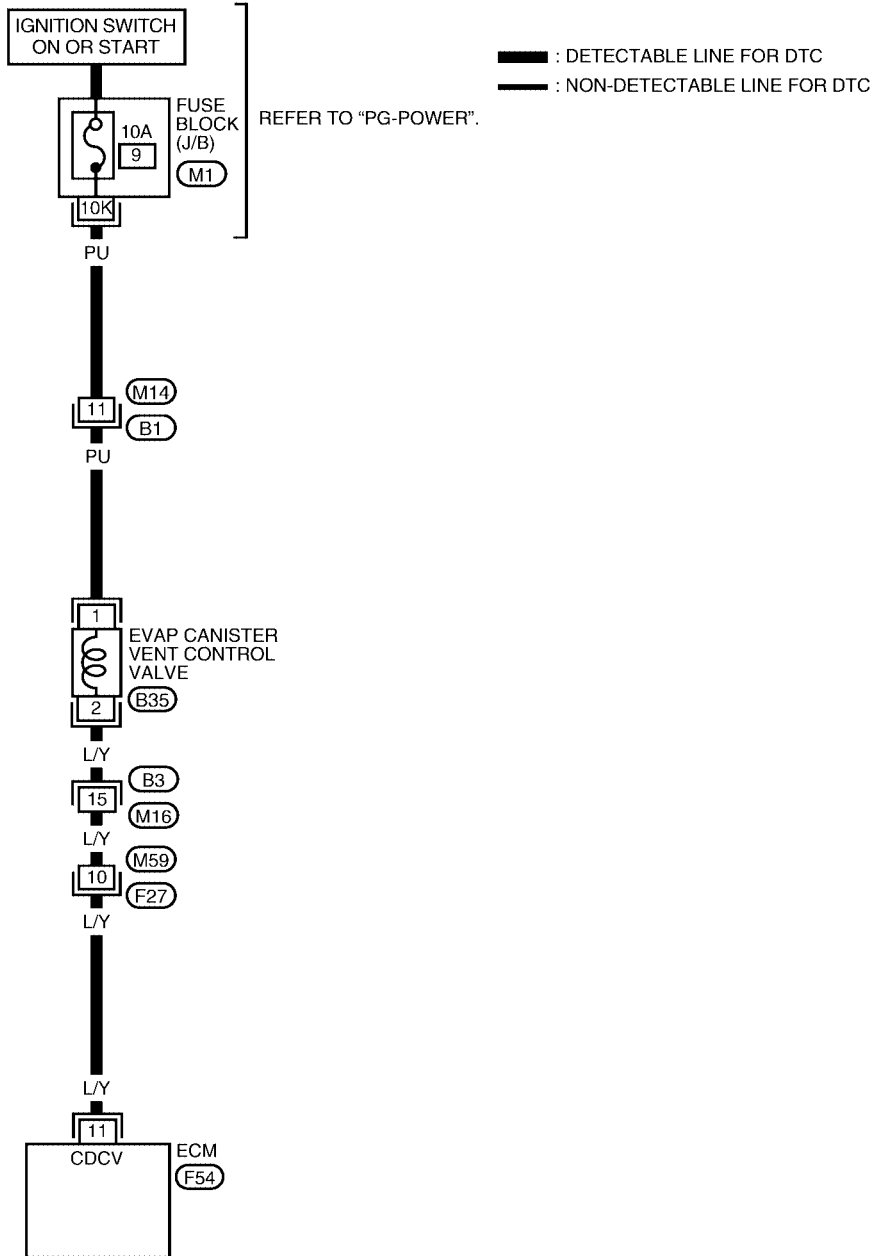 IGNITION SWITCH
ON OR START
10A
9
FUSE
BLOCK
(J/B)
M1
REFER TO “PG-POWER”.
: DETECTABLE LINE FOR DTC
: NON-DETECTABLE LINE FOR DTC
10K
PU
11
M14
B1
PU
1
EVAP CANISTER
VENT CONTROL
VALVE
B35
2
L/Y
B3
15
M16
L/Y
M59
10
F27
L/Y
L/Y
11
CDCV
ECM
F54